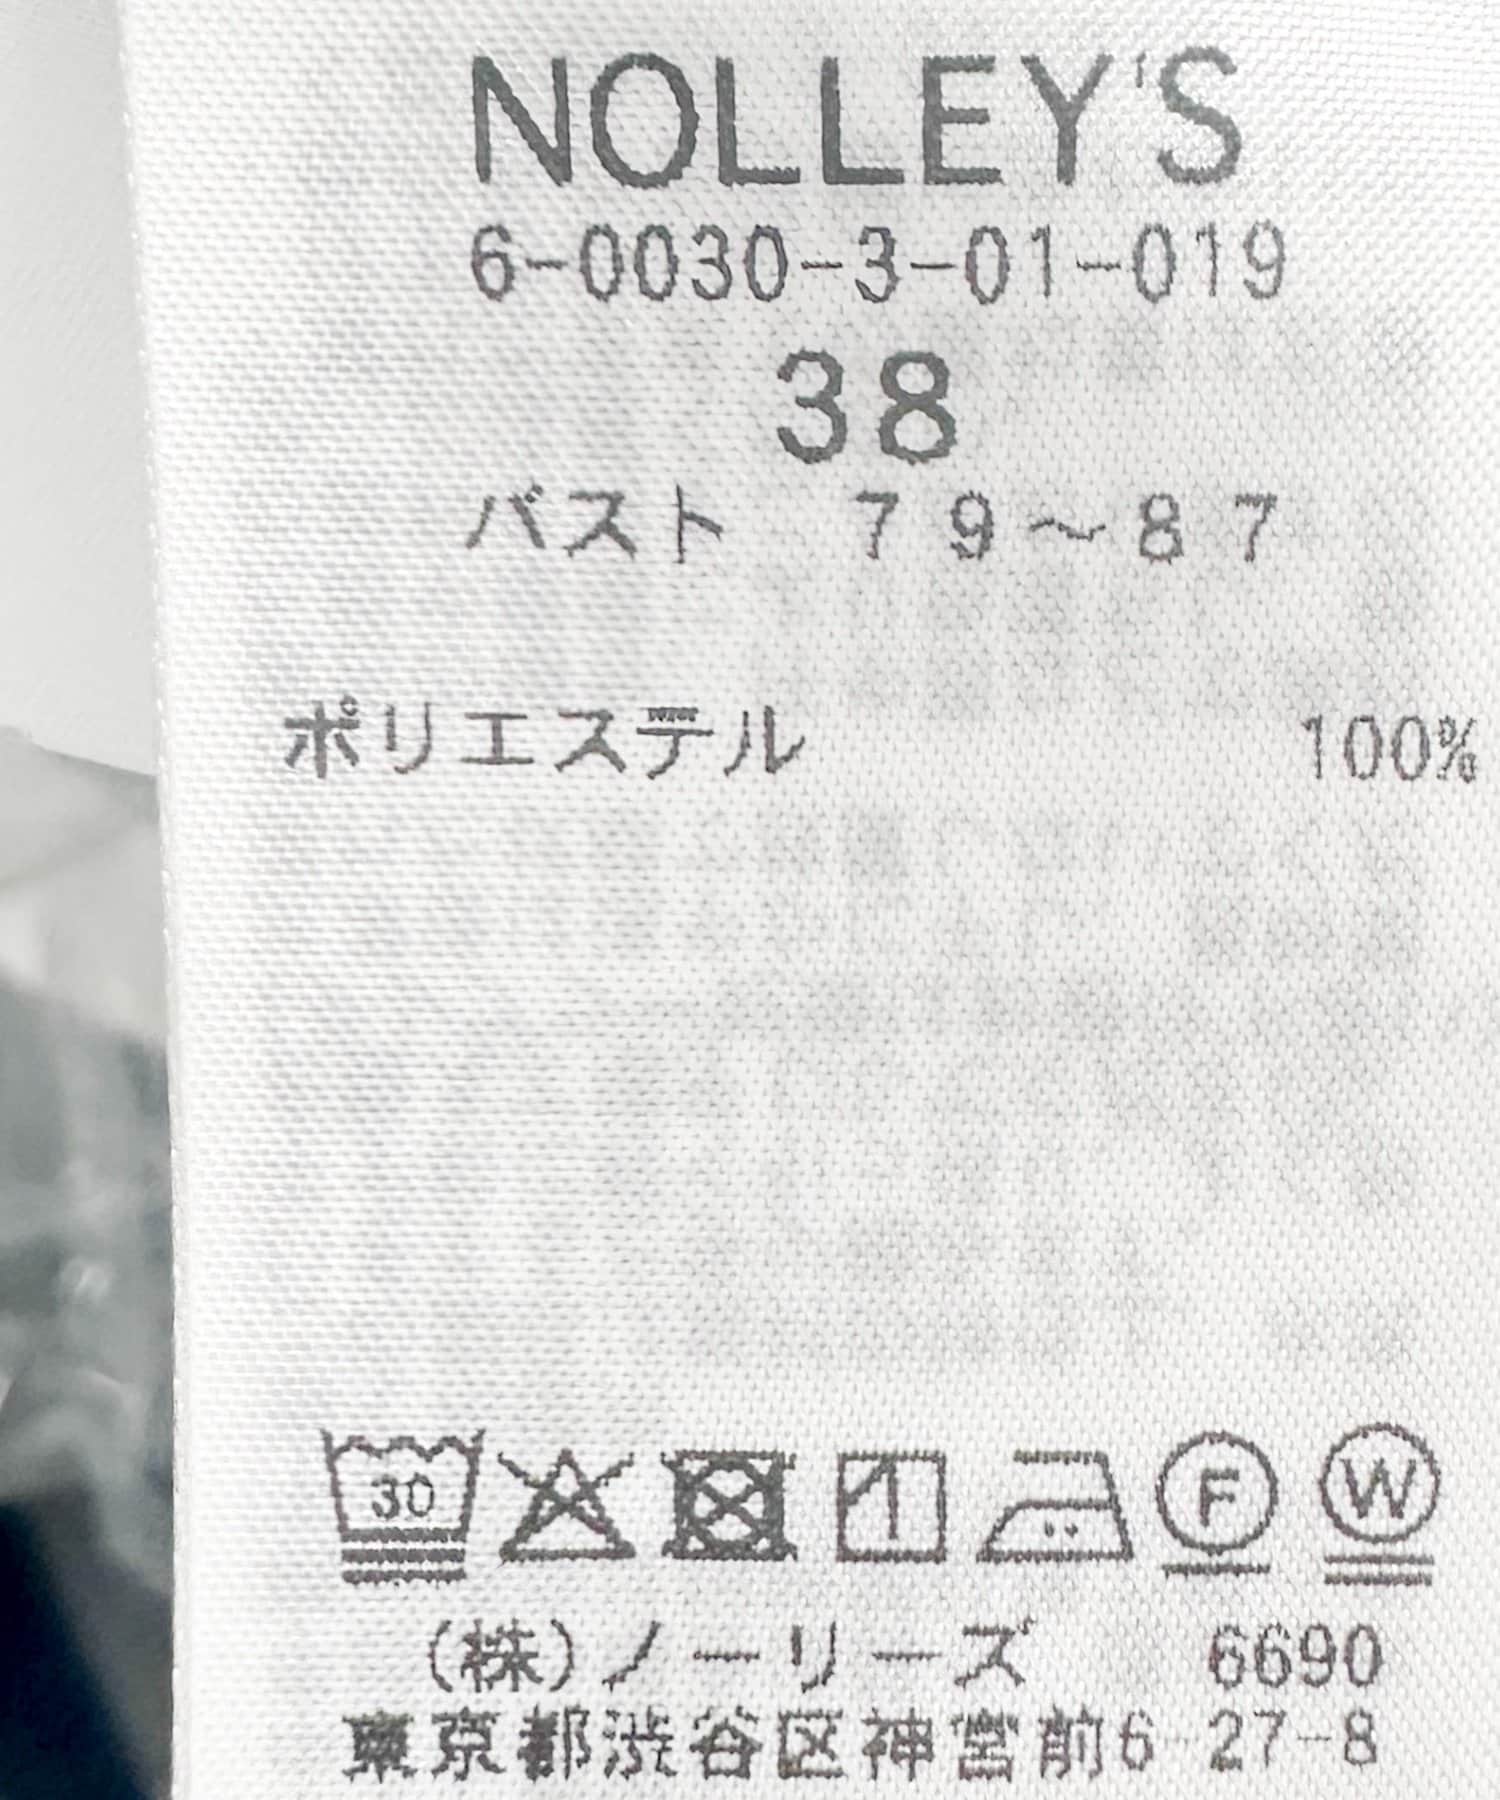 NOLLEY'S
6-0030-3-01-019
38
バスト 79～87
ポリエステル 100%
30 F W
(株)ノーリーズ 6690
東京都渋谷区神宮前6-27-8